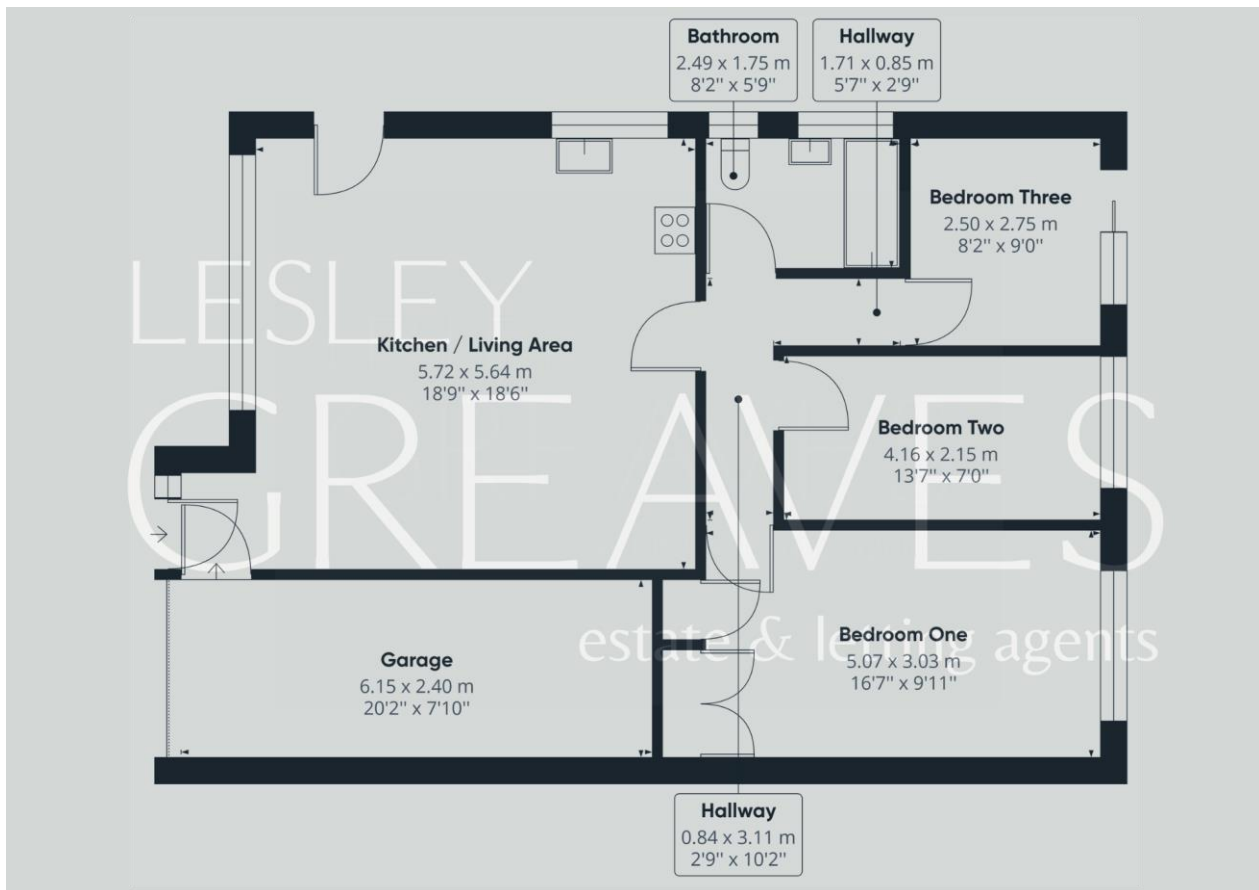 Bathroom
2.49 x 1.75 m
8'2" x 5'9"
Hallway
1.71 x 0.85 m
5'7" x 2'9"
Bedroom Three
2.50 x 2.75 m
8'2" x 9'0"
LESLEY
Kitchen / Living Area
5.72 x 5.64 m
18'9" x 18'6"
GREAVES
Bedroom Two
4.16 x 2.15 m
13'7" x 7'0"
estate & letting agents
Bedroom One
5.07 x 3.03 m
16'7" x 9'11"
Garage
6.15 x 2.40 m
20'2" x 7'10"
Hallway
0.84 x 3.11 m
2'9" x 10'2"